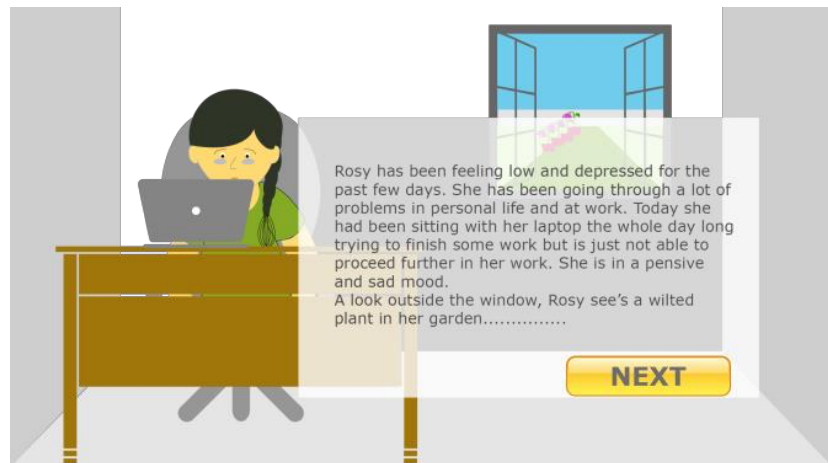 Rosy has been feeling low and depressed for the
past few days. She has been going through a lot of
problems in personal life and at work. Today she
had been sitting with her laptop the whole day long
trying to finish some work but is just not able to
proceed further in her work. She is in a pensive
and sad mood.
A look outside the window, Rosy see's a wilted
plant in her garden...............
NEXT